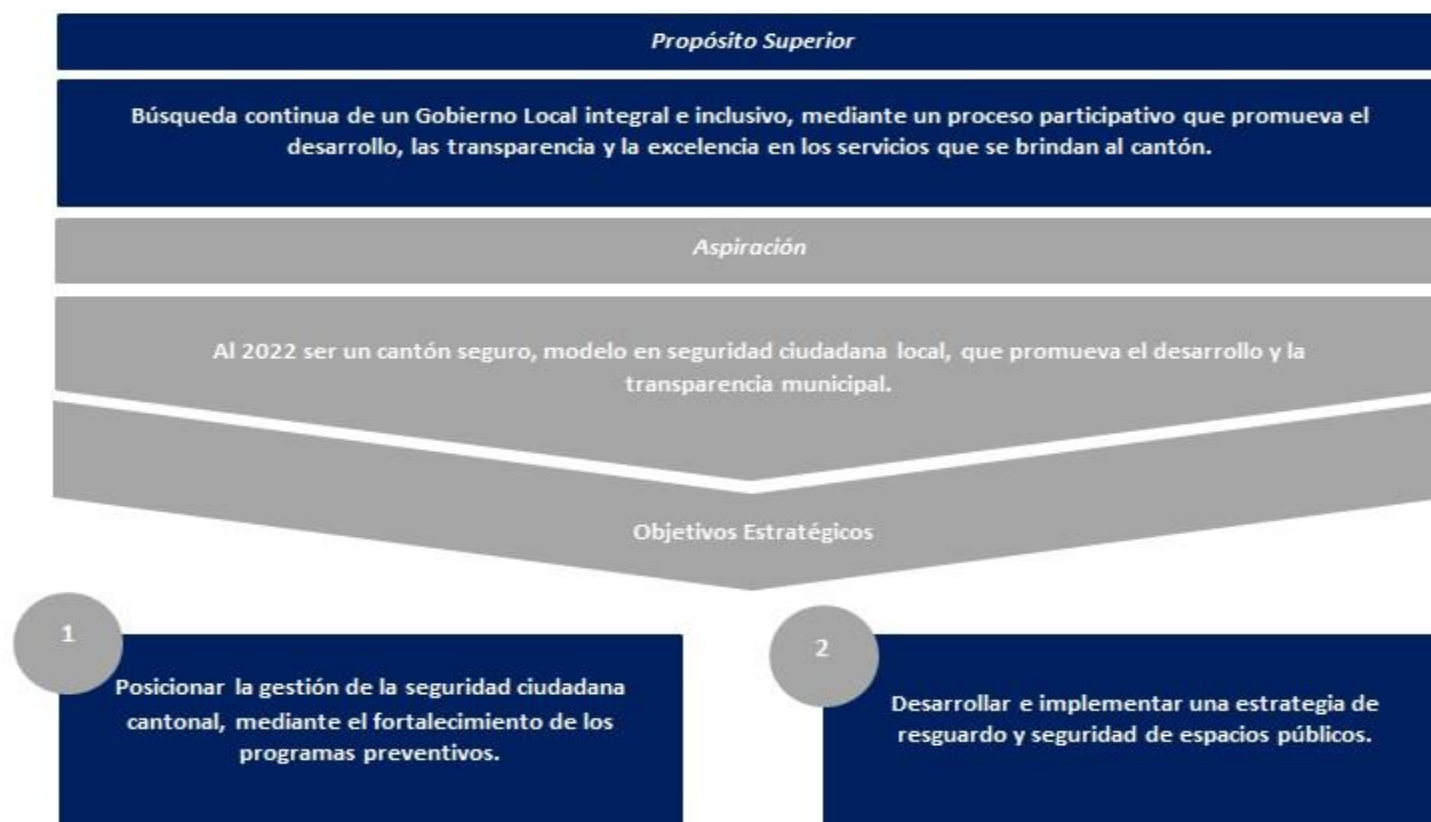 Propósito Superior
Búsqueda continua de un Gobierno Local integral e inclusivo, mediante un proceso participativo que promueva el
desarrollo, las transparencia y la excelencia en los servicios que se brindan al cantón.
Aspiración
Al 2022 ser un cantón seguro, modelo en seguridad ciudadana local, que promueva el desarrollo y la
transparencia municipal.
Objetivos Estratégicos
1
Posicionar la gestión de la seguridad ciudadana
cantonal, mediante el fortalecimiento de los
programas preventivos.
2
Desarrollar e implementar una estrategia de
resguardo y seguridad de espacios públicos.